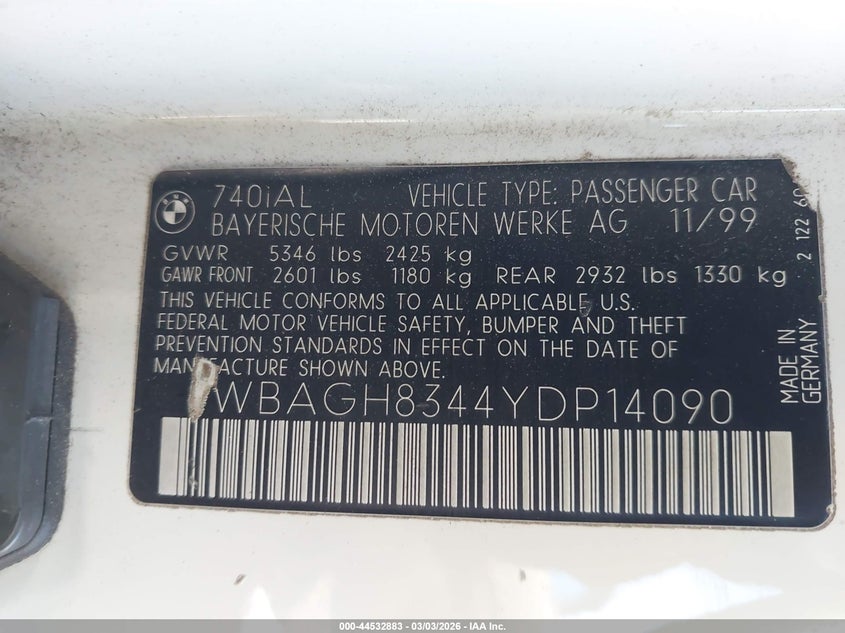 740iAL VEHICLE TYPE: PASSENGER CAR
BAYERISCHE MOTOREN WERKE AG 11/99
GVWR 5346 lbs 2425 kg
GAWR FRONT 2601 lbs 1180 kg REAR 2932 lbs 1330 kg
THIS VEHICLE CONFORMS TO ALL APPLICABLE U.S.
FEDERAL MOTOR VEHICLE SAFETY, BUMPER AND THEFT
PREVENTION STANDARDS IN EFFECT ON THE DATE OF
MANUFACTURE SHOWN ABOVE.
WBAGH8344YDP14090
MADE IN
GERMANY
2 122
000-44532883 - 03/03/2026 - IAA Inc.